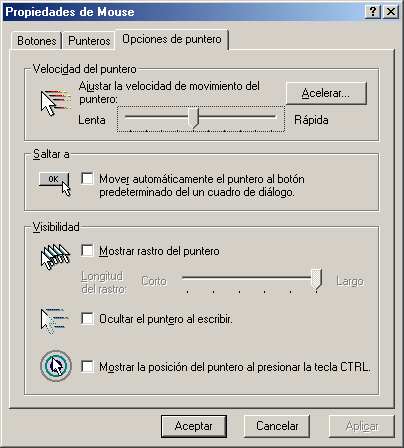 Propiedades de Mouse
Botones
Punteros
Opciones de puntero
Velocidad del puntero
Ajustar la velocidad de movimiento del
puntero:
Acelerar...
Lenta
Rápida
Saltar a
OK
Mover automáticamente el puntero al botón
predeterminado del un cuadro de diálogo.
Visibilidad
Mostrar rastro del puntero
Longitud
del rastro:
Corto
Largo
Ocultar el puntero al escribir.
Mostrar la posición del puntero al presionar la tecla CTRL.
Aceptar
Cancelar
Aplicar